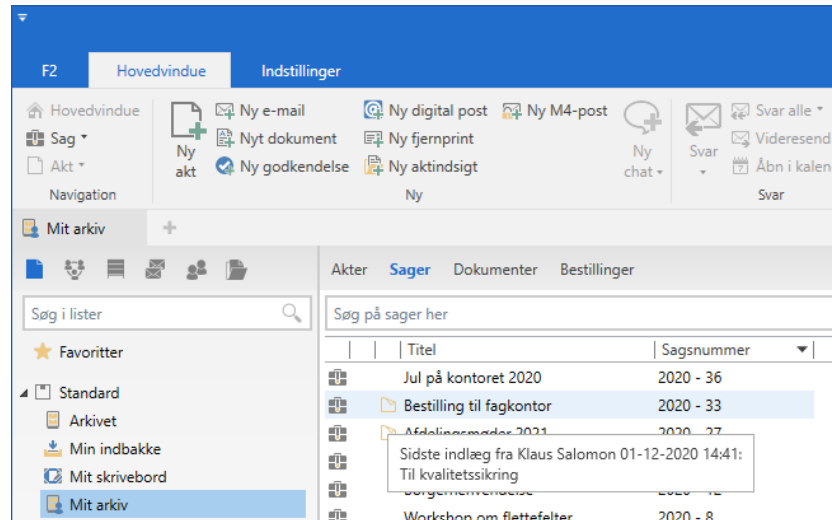 F2 Hovedvindue Indstillinger
Hovedvindue
Sag
Akt
Navigation
Ny akt
Ny e-mail
Nyt dokument
Ny godkendelse
Ny digital post
Ny fjernprint
Ny aktindsigt
Ny M4-post
Ny chat
Ny
Svar
Svar alle
Videresend
Åbn i kalen
Svar
Mit arkiv
Akter Sager Dokumenter Bestillinger
Søg i lister
Søg på sager her
Favoritter
Standard
Arkivet
Min indbakke
Mit skrivebord
Mit arkiv
Titel Sagsnummer
Jul på kontoret 2020 2020 - 36
Bestilling til fagkontor 2020 - 33
Afdelingsmøder 2021 2020 - 27
Sidste indlæg fra Klaus Salomon 01-12-2020 14:41:
Til kvalitetssikring
Workshop om flettefelter 2020 - 8